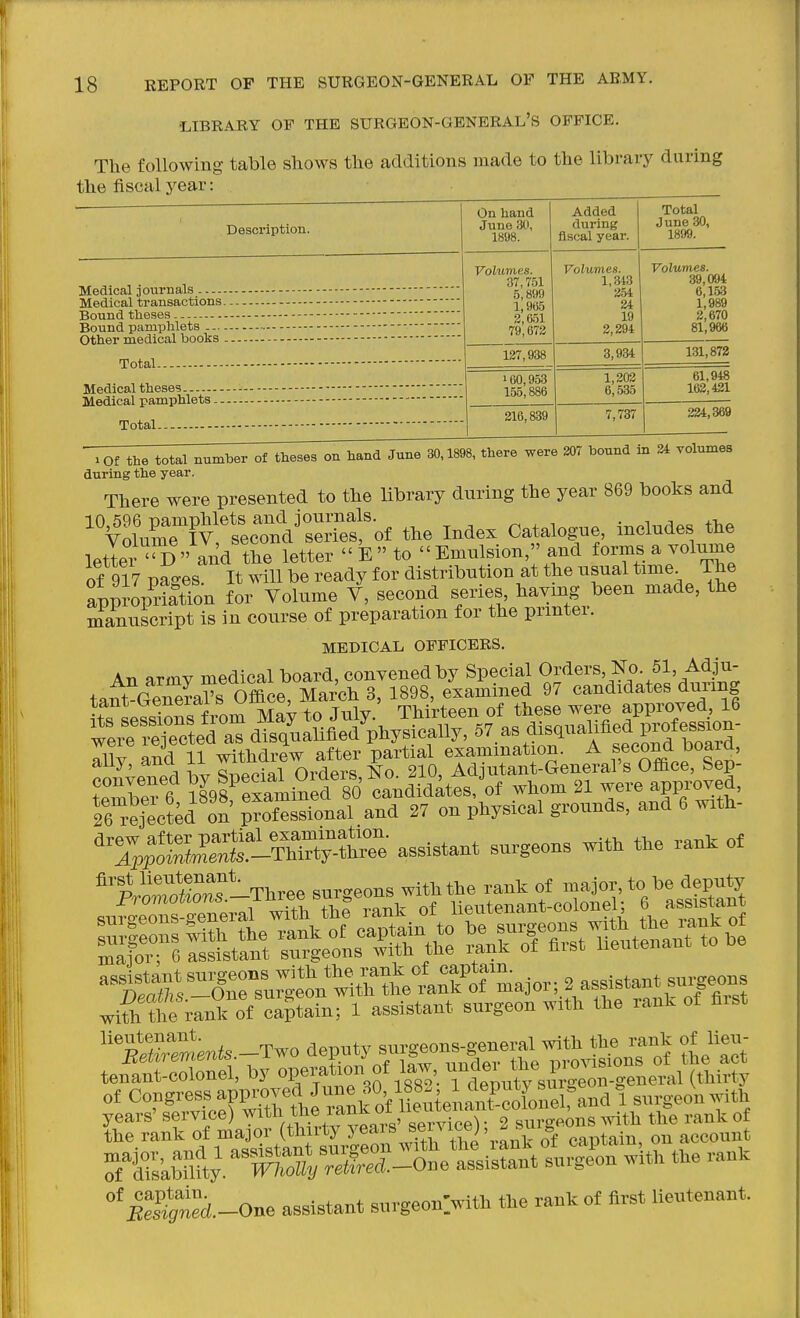 18 REPORT OF THE SURGEON-GENERAL OF THE ARMY.
LIBRARY OF THE SURGEON-GENERAL'S OFFICE.
The following table shows the additions made to the library during
the fiscal year:
Description. On hand June 30, 1898. Added during fiscal year. Total June 30, 1899.
Volumes. Volumes. Volumes.
Medical journals 37,751 1,343 39,094
Medical transactions 5,899 254 6,153
Bound theses 1,965 24 1,989
Bound pamphlets 2,651 19 2,670
Other medical books 79,672 2,294 81,966
Total 127,938 3,934 131,872
Medical theses 1 60,953 1,202 61,948
Medical pamphlets 155,886 6,535 162,421
Total 216,839 7,737 224,369
1 Of the total number of theses on hand June 30, 1898, there were 207 bound in 24 volumes
during the year.
There were presented to the library during the year 869 books and
10,596 pamphlets and journals.
Volume IV, second series, of the Index Catalogue, includes the
letter "D" and the letter "E" to "Emulsion," and forms a volume
of 917 pages. It will be ready for distribution at the usual time. The
appropriation for Volume V, second series, having been made, the
manuscript is in course of preparation for the printer.
MEDICAL OFFICERS.
An army medical board, convened by Special Orders, No. 51, Adju-
tant-General's Office, March 3, 1898, examined 97 candidates during
its sessions from May to July. Thirteen of these were approved, 16
were rejected as disqualified physically, 57 as disqualified profession-
ally, and 11 withdrew after partial examination. A second board,
convened by Special Orders, No. 210, Adjutant-General's Office, Sep-
tember 6, 1898, examined 80 candidates, of whom 21 were approved,
26 rejected on professional and 27 on physical grounds, and 6 with-
drew after partial examination.
Appointments.—Thirty-three assistant surgeons with the rank of
first lieutenant.
Promotions.—Three surgeons with the rank of major, to be deputy
surgeons-general with the rank of lieutenant-colonel; 6 assistant
surgeons with the rank of captain to be surgeons with the rank of
major; 6 assistant surgeons with the rank of first lieutenant to be
assistant surgeons with the rank of captain.
Deaths.—One surgeon with the rank of major; 2 assistant surgeons
with the rank of captain; 1 assistant surgeon with the rank of first
lieutenant.
Retirements.—Two deputy surgeons-general with the rank of lieu-
tenant-colonel, by operation of law, under the provisions of the act
of Congress approved June 30, 1882; 1 deputy surgeon-general (thirty
years' service) with the rank of lieutenant-colonel, and 1 surgeon with
the rank of major (thirty years' service); 2 surgeons with the rank of
major, and 1 assistant surgeon with the rank of captain, on account
of disability. Wholly retired.—One assistant surgeon with the rank
of captain.
Resigned.—One assistant surgeon with the rank of first lieutenant.